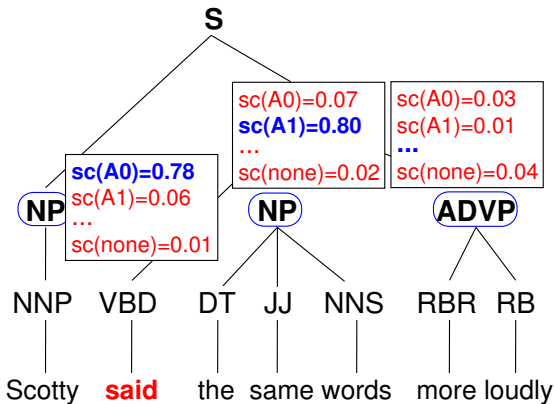 S
sc(A0)=0.07
sc(A1)=0.80
...
sc(none)=0.02
sc(A0)=0.03
sc(A1)=0.01
...
sc(none)=0.04
sc(A0)=0.78
sc(A1)=0.06
...
sc(none)=0.01
NP NP ADVP
NNP VBD DT JJ NNS RBR RB
Scotty said the same words more loudly